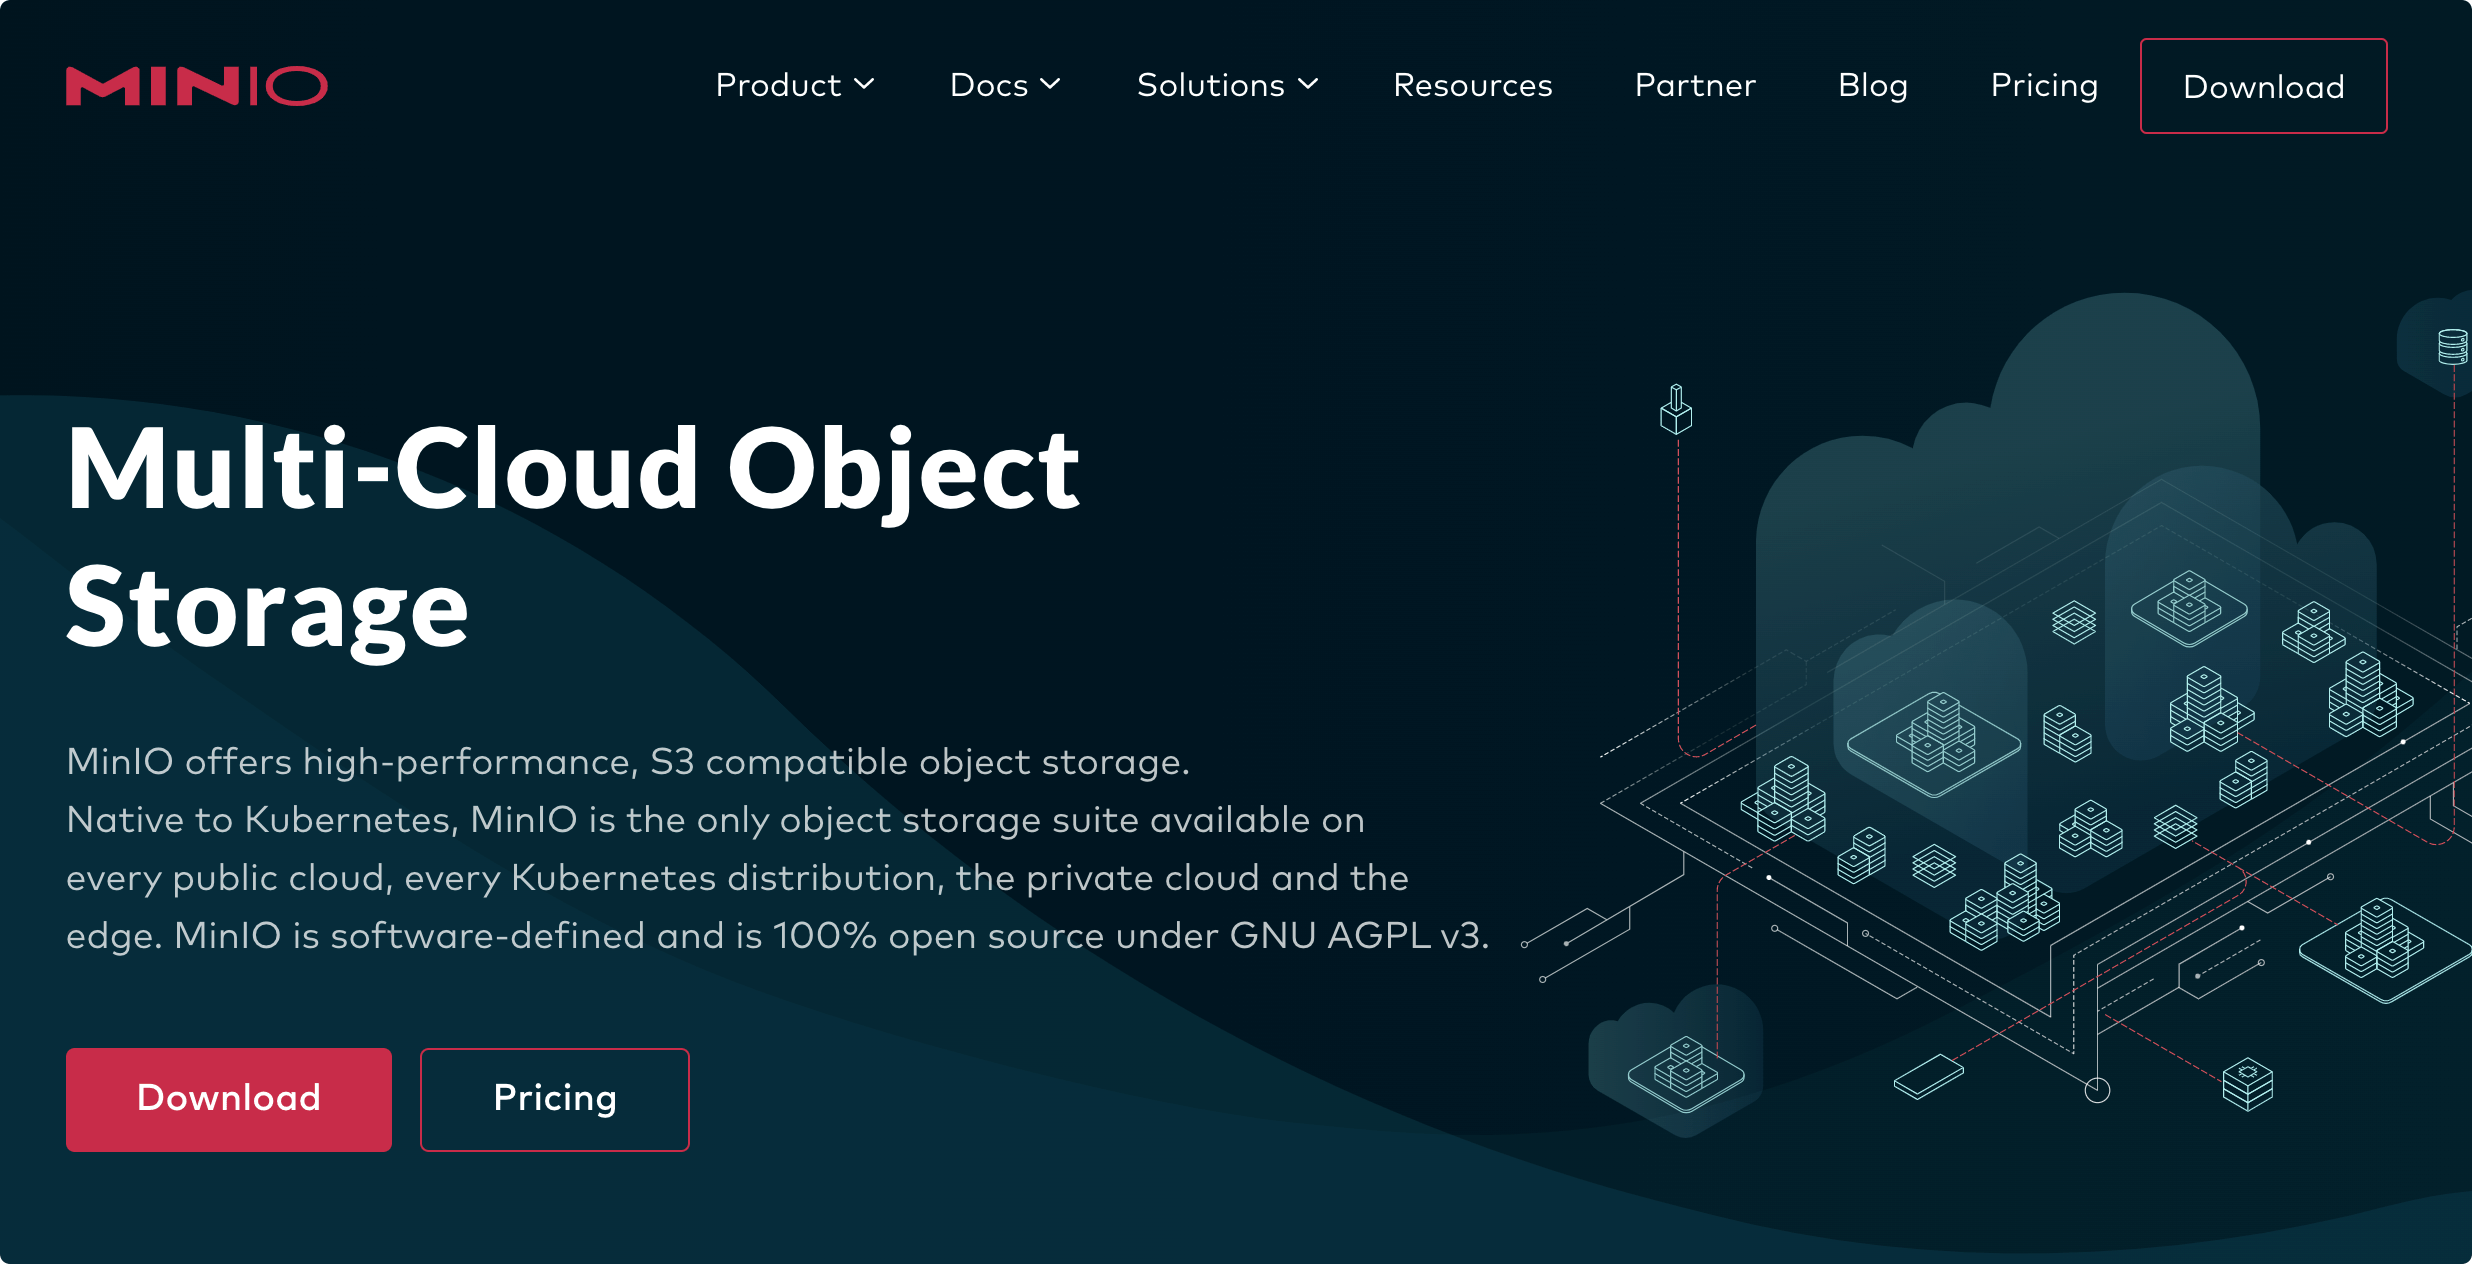 MINIO
Product
Docs
Solutions
Resources
Partner
Blog
Pricing
Download
Multi-Cloud Object
Storage
MinIO offers high-performance, S3 compatible object storage.
Native to Kubernetes, MinIO is the only object storage suite available on
every public cloud, every Kubernetes distribution, the private cloud and the
edge. MinIO is software-defined and is 100% open source under GNU AGPL v3.
Download
Pricing